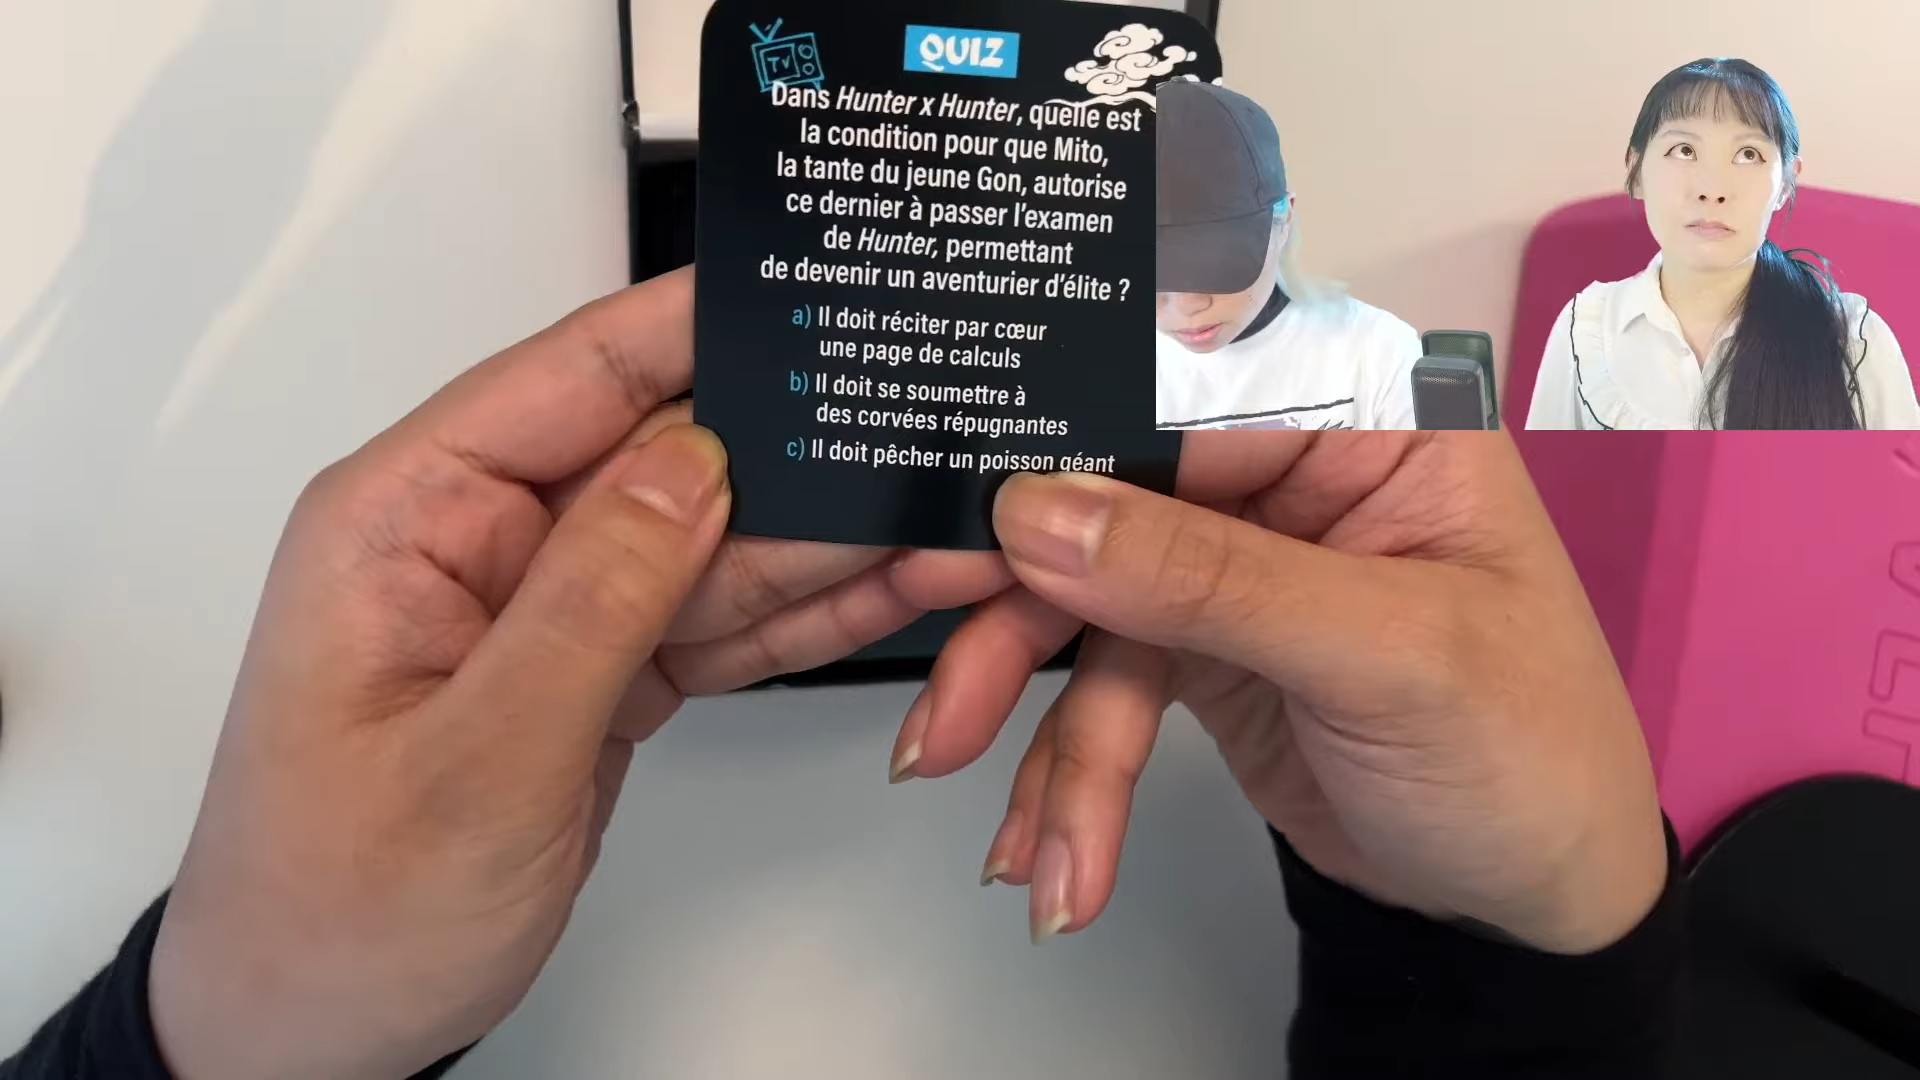 TV
QUIZ
Dans Hunter x Hunter, quelle est
la condition pour que Mito,
la tante du jeune Gon, autorise
ce dernier à passer l'examen
de Hunter, permettant
de devenir un aventurier d'élite ?
a) Il doit réciter par cœur
une page de calculs
b) Il doit se soumettre à
des corvées répugnantes
c) Il doit pêcher un poisson géant